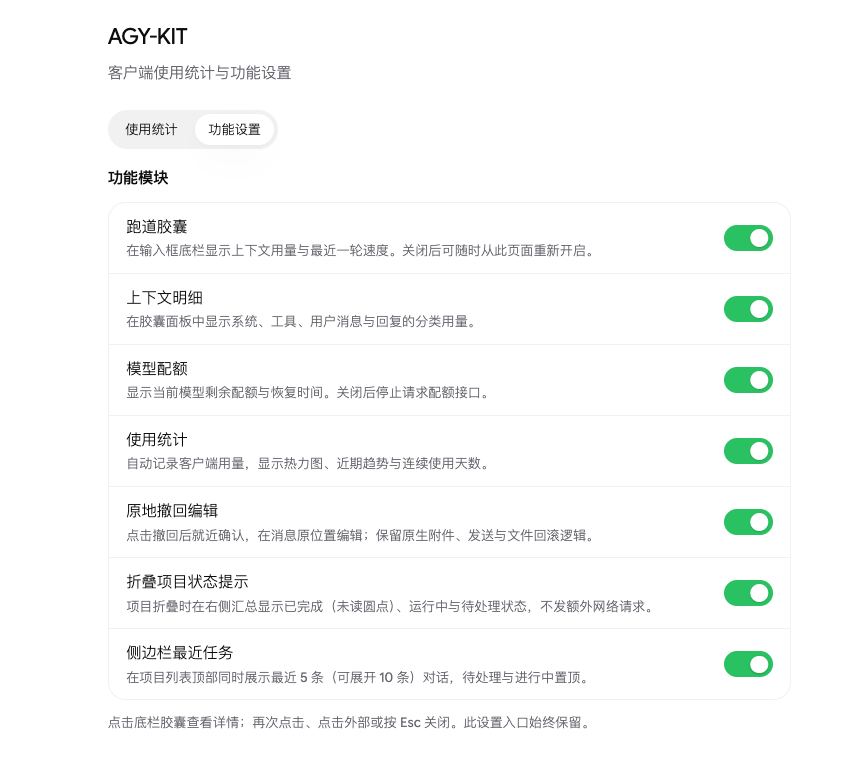 AGY-KIT
客户端使用统计与功能设置
使用统计 功能设置
功能模块
跑道胶囊
在输入框底栏显示上下文用量与最近一轮速度。关闭后可随时从此页面重新开启。
上下文明细
在胶囊面板中显示系统、工具、用户消息与回复的分类用量。
模型配额
显示当前模型剩余配额与恢复时间。关闭后停止请求配额接口。
使用统计
自动记录客户端用量，显示热力图、近期趋势与连续使用天数。
原地撤回编辑
点击撤回后就近确认，在消息原位置编辑；保留原生附件、发送与文件回滚逻辑。
折叠项目状态提示
项目折叠时在右侧汇总显示已完成（未读圆点）、运行中与待处理状态，不发额外网络请求。
侧边栏最近任务
在项目列表顶部同时展示最近 5 条（可展开 10 条）对话，待处理与进行中置顶。
点击底栏胶囊查看详情；再次点击、点击外部或按 Esc 关闭。此设置入口始终保留。